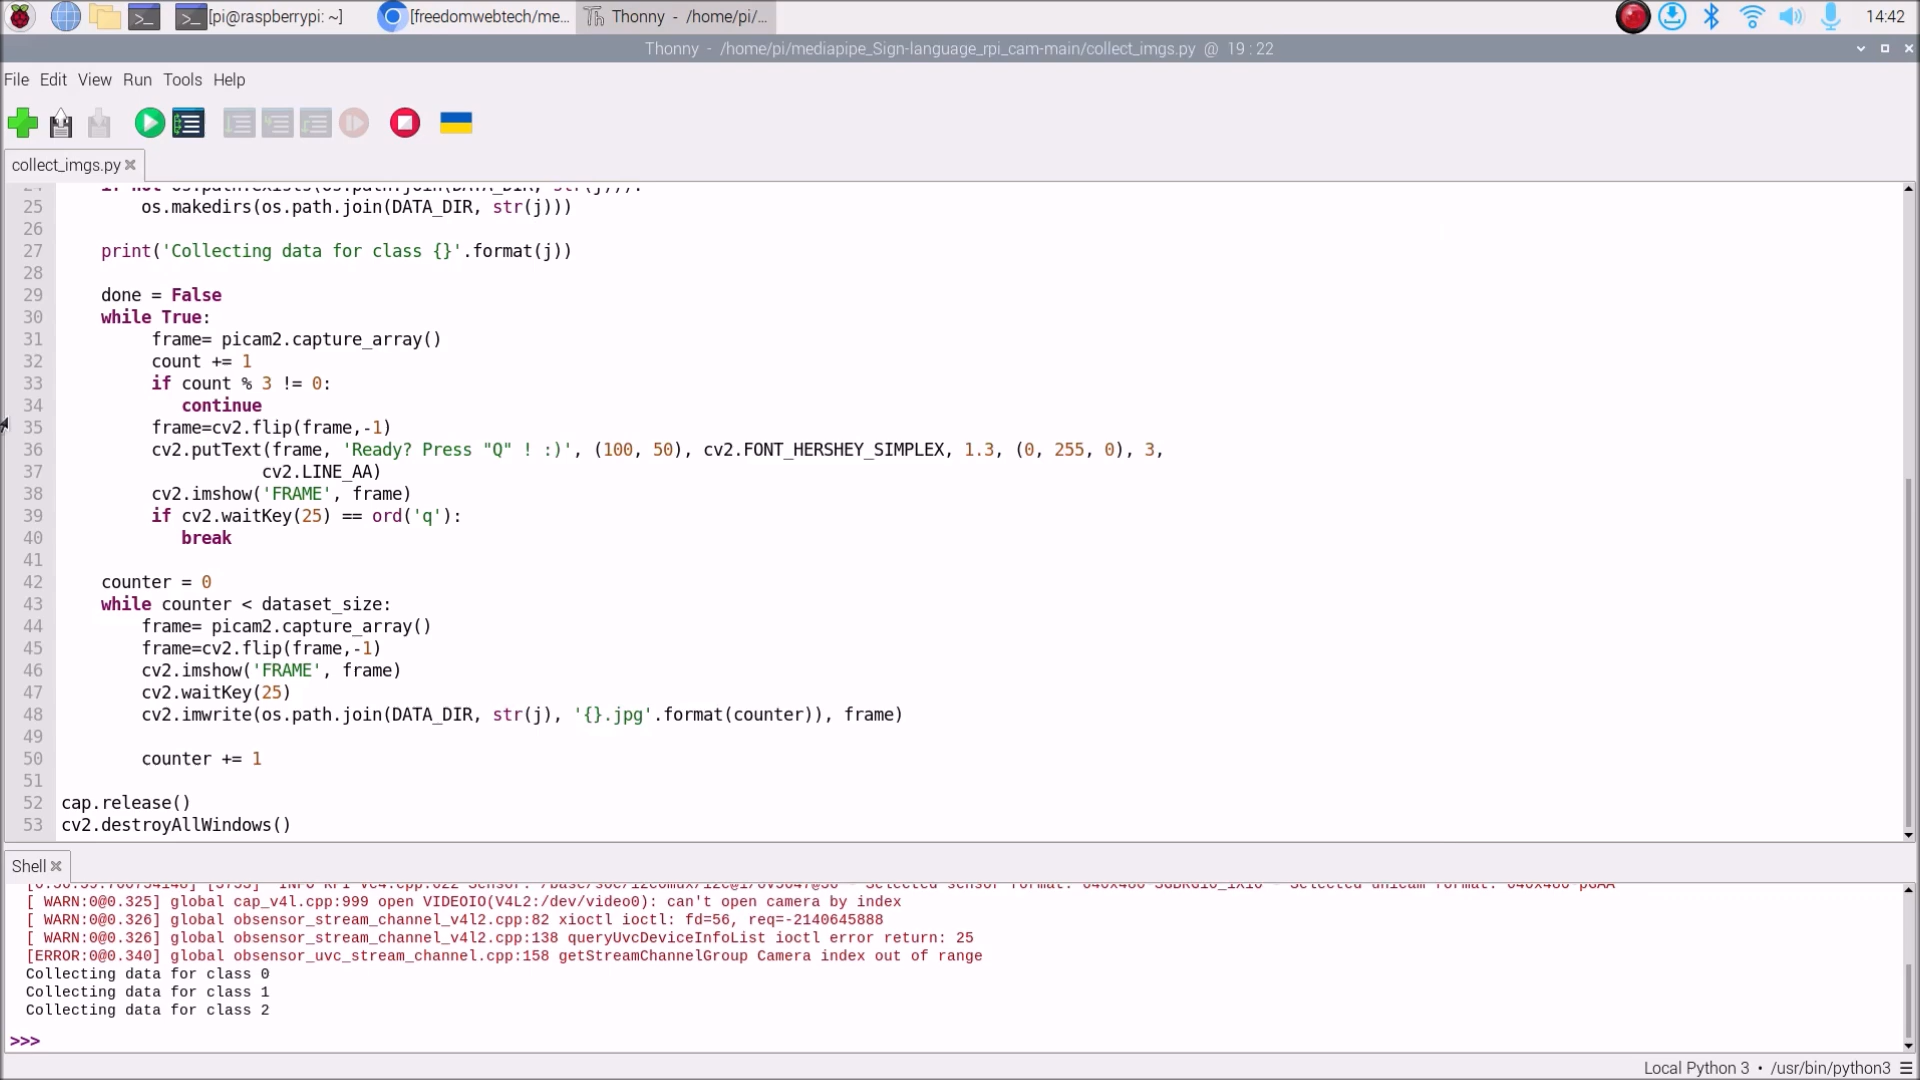 [pi@raspberrypi: ~]
[freedomwebtech/me...
Thonny - /home/pi/...
14:42
Thonny - /home/pi/mediapipe_Sign-language_rpi_cam-main/collect_imgs.py @ 19 : 22
File Edit View Run Tools Help
collect_imgs.py
24 if not os.path.exists(os.path.join(DATA_DIR, str(j))):
25 os.makedirs(os.path.join(DATA_DIR, str(j)))
26
27 print('Collecting data for class {}'.format(j))
28
29 done = False
30 while True:
31 frame= picam2.capture_array()
32 count += 1
33 if count % 3 != 0:
34 continue
35 frame=cv2.flip(frame,-1)
36 cv2.putText(frame, 'Ready? Press "Q" ! :)', (100, 50), cv2.FONT_HERSHEY_SIMPLEX, 1.3, (0, 255, 0), 3,
37 cv2.LINE_AA)
38 cv2.imshow('FRAME', frame)
39 if cv2.waitKey(25) == ord('q'):
40 break
41
42 counter = 0
43 while counter < dataset_size:
44 frame= picam2.capture_array()
45 frame=cv2.flip(frame,-1)
46 cv2.imshow('FRAME', frame)
47 cv2.waitKey(25)
48 cv2.imwrite(os.path.join(DATA_DIR, str(j), '{}.jpg'.format(counter)), frame)
49
50 counter += 1
51
52 cap.release()
53 cv2.destroyAllWindows()
Shell
[ WARN:0@0.325] global cap_v4l.cpp:999 open VIDEOIO(V4L2:/dev/video0): can't open camera by index
[ WARN:0@0.326] global obsensor_stream_channel_v4l2.cpp:82 xioctl ioctl: fd=56, req=-2140645888
[ WARN:0@0.326] global obsensor_stream_channel_v4l2.cpp:138 queryUvcDeviceInfoList ioctl error return: 25
[ERROR:0@0.340] global obsensor_uvc_stream_channel.cpp:158 getStreamChannelGroup Camera index out of range
Collecting data for class 0
Collecting data for class 1
Collecting data for class 2
>>>
Local Python 3 • /usr/bin/python3